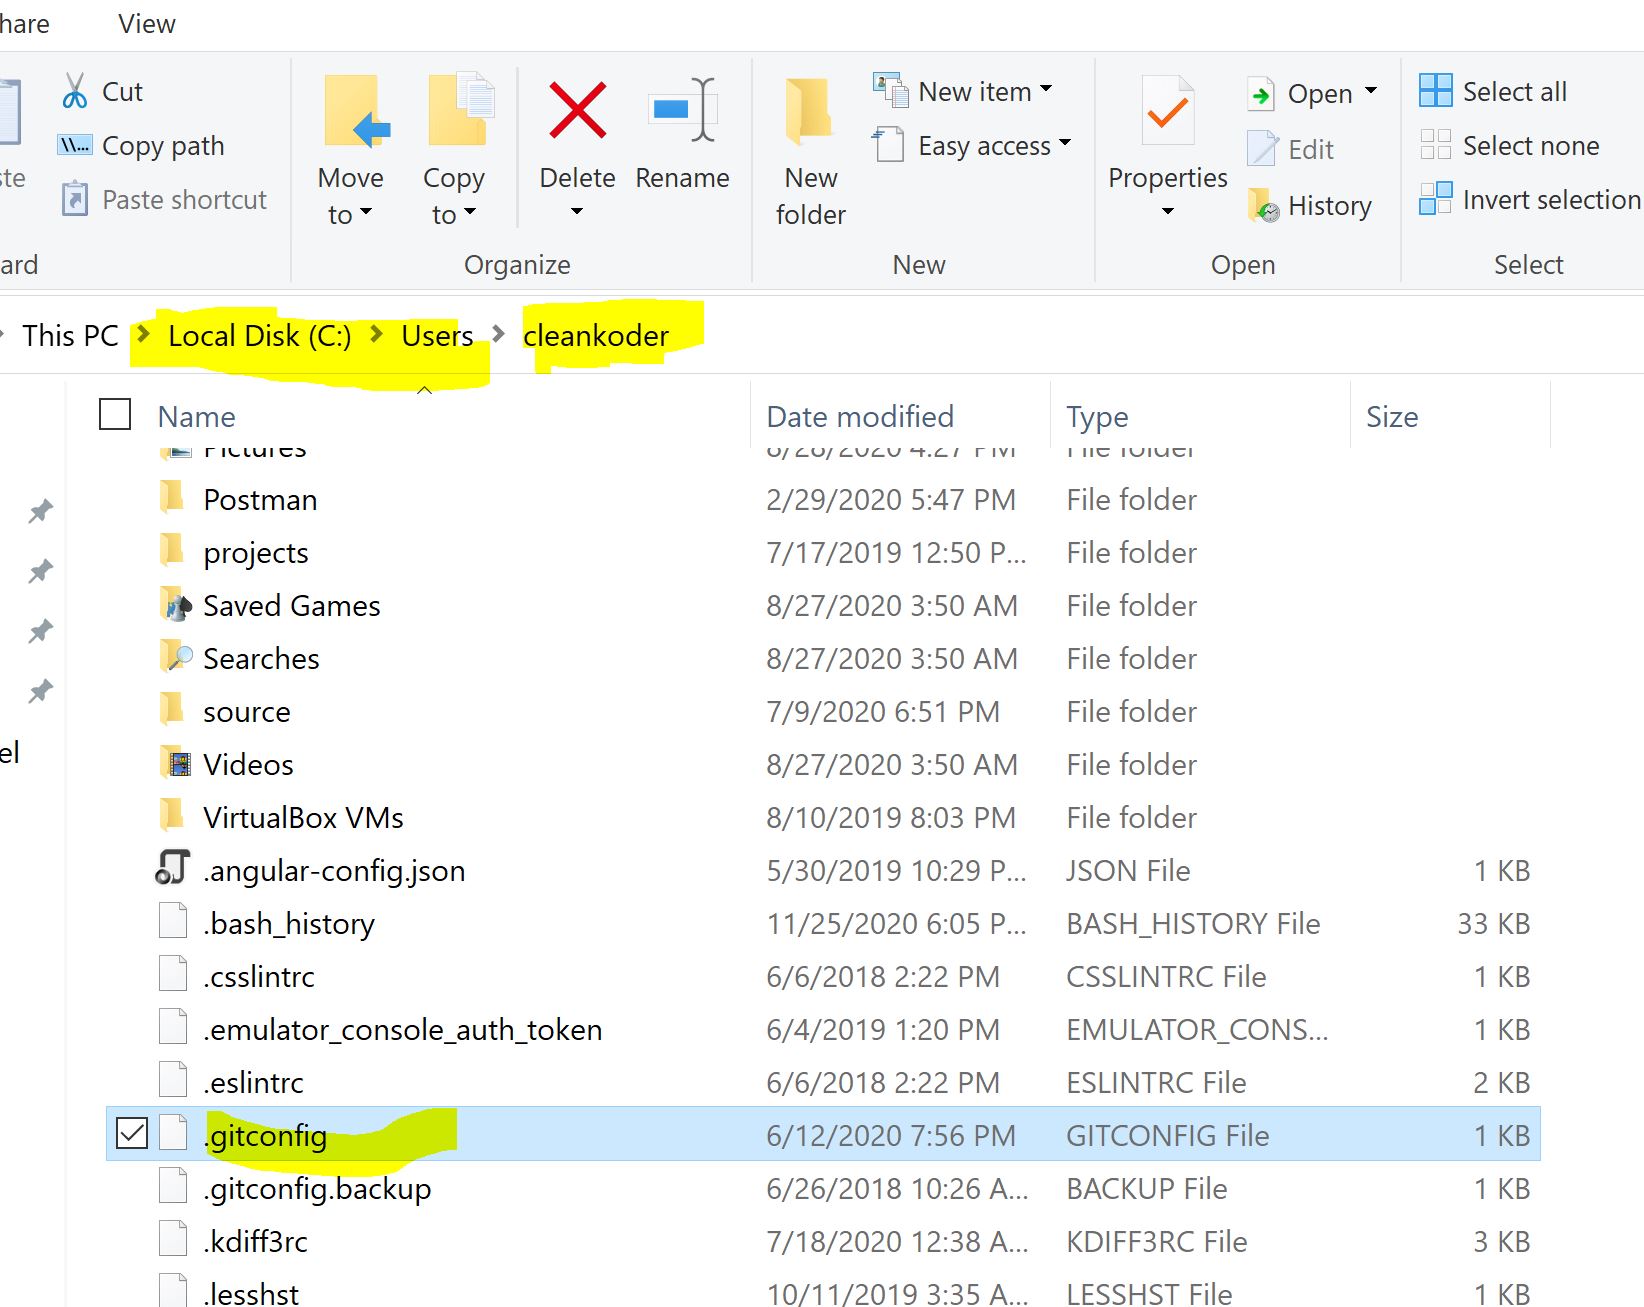 hare View
Cut
Copy path
ste Paste shortcut
ard
Move to
Copy to
Delete
Rename
Organize
New folder
New item
Easy access
New
Properties
Open
Edit
History
Open
Select all
Select none
Invert selection
Select
This PC Local Disk (C:) Users cleankoder
Name Date modified Type Size
Pictures 8/28/2020 4:27 PM File folder
Postman 2/29/2020 5:47 PM File folder
projects 7/17/2019 12:50 P... File folder
Saved Games 8/27/2020 3:50 AM File folder
Searches 8/27/2020 3:50 AM File folder
source 7/9/2020 6:51 PM File folder
el
Videos 8/27/2020 3:50 AM File folder
VirtualBox VMs 8/10/2019 8:03 PM File folder
.angular-config.json 5/30/2019 10:29 P... JSON File 1 KB
.bash_history 11/25/2020 6:05 P... BASH_HISTORY File 33 KB
.csslintrc 6/6/2018 2:22 PM CSSLINTRC File 1 KB
.emulator_console_auth_token 6/4/2019 1:20 PM EMULATOR_CONS... 1 KB
.eslintrc 6/6/2018 2:22 PM ESLINTRC File 2 KB
.gitconfig 6/12/2020 7:56 PM GITCONFIG File 1 KB
.gitconfig.backup 6/26/2018 10:26 A... BACKUP File 1 KB
.kdiff3rc 7/18/2020 12:38 A... KDIFF3RC File 3 KB
.lesshst 10/11/2019 3:35 AM LESSHST File 1 KB